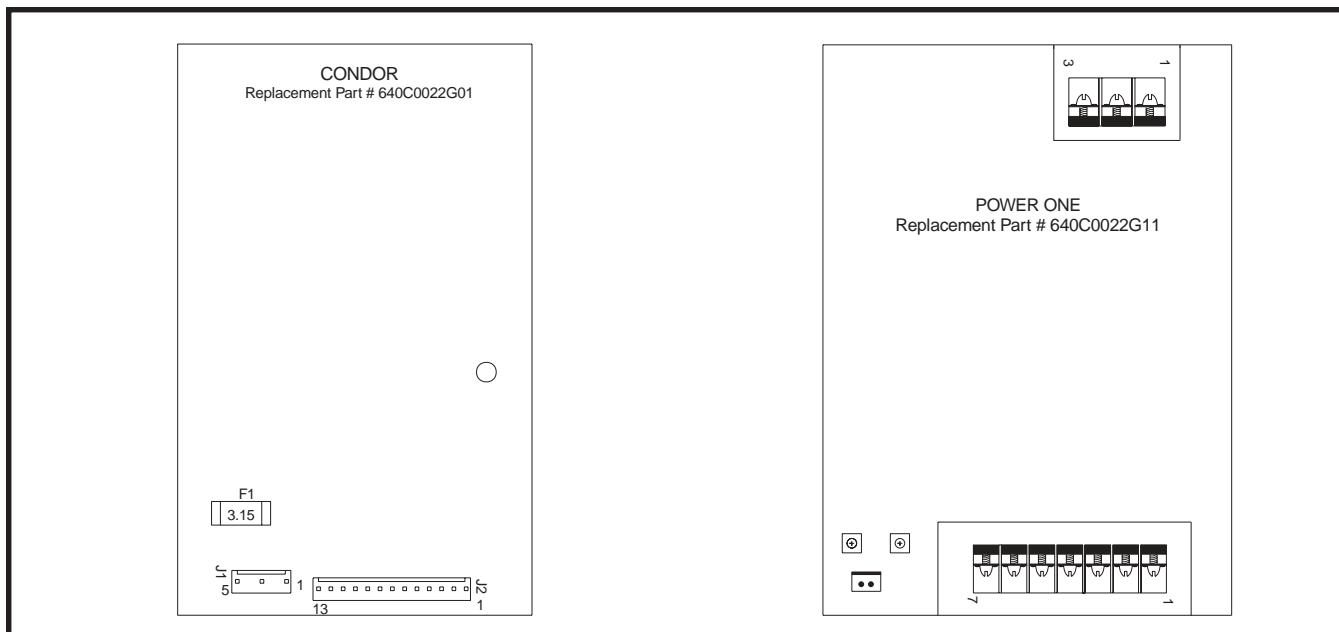 CONDOR
Replacement Part # 640C0022G01
F1
3.15
J1
5
1
13
J2
1
3
1
POWER ONE
Replacement Part # 640C0022G11
7
1